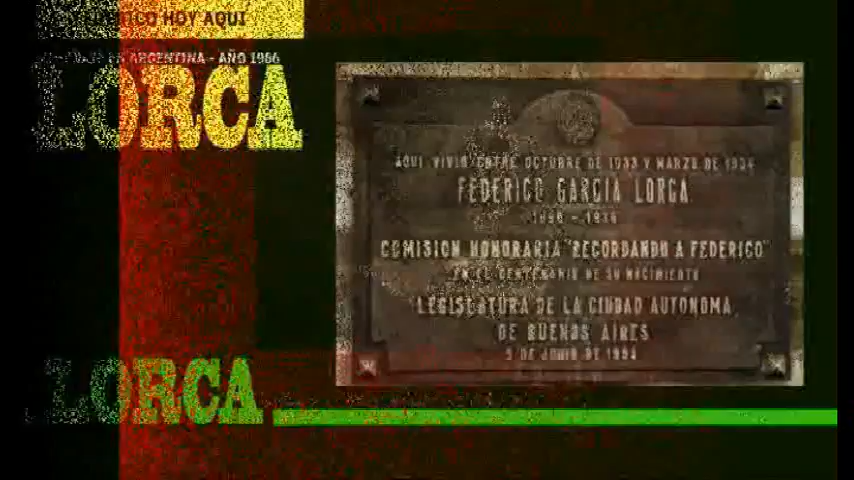 HOY AQUI
ARGENTINA - AÑO 1986
LORCA
AQUI VIVIO ENTRE OCTUBRE DE 1933 Y MARZO DE 1934
FEDERICO GARCIA LORCA
1898 - 1936
COMISION HONORARIA "RECORDANDO A FEDERICO"
EN EL CENTENARIO DE SU NACIMIENTO
LEGISLATURA DE LA CIUDAD AUTONOMA
DE BUENOS AIRES
5 DE JUNIO DE
LORCA